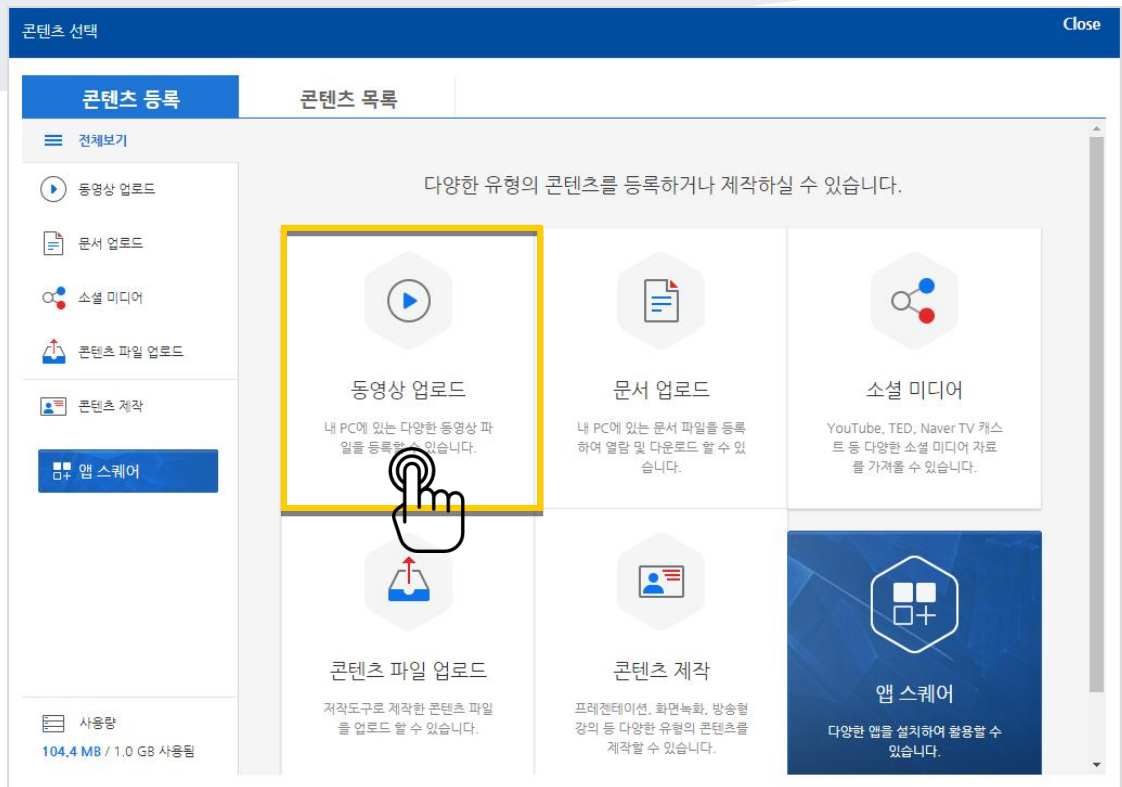 콘텐츠 선택
Close
콘텐츠 등록
콘텐츠 목록
전체보기
동영상 업로드
문서 업로드
소셜 미디어
콘텐츠 파일 업로드
콘텐츠 제작
앱 스퀘어
사용량
104.4 MB / 1.0 GB 사용됨
다양한 유형의 콘텐츠를 등록하거나 제작하실 수 있습니다.
동영상 업로드
내 PC에 있는 다양한 동영상 파
일을 등록할 수 있습니다.
문서 업로드
내 PC에 있는 문서 파일을 등록
하여 열람 및 다운로드 할 수 있
습니다.
소셜 미디어
YouTube, TED, Naver TV 캐스
트 등 다양한 소셜 미디어 자료
를 가져올 수 있습니다.
콘텐츠 파일 업로드
저작도구로 제작한 콘텐츠 파일
을 업로드 할 수 있습니다.
콘텐츠 제작
프레젠테이션, 화면녹화, 방송형
강의 등 다양한 유형의 콘텐츠를
제작할 수 있습니다.
앱 스퀘어
다양한 앱을 설치하여 활용할 수
있습니다.